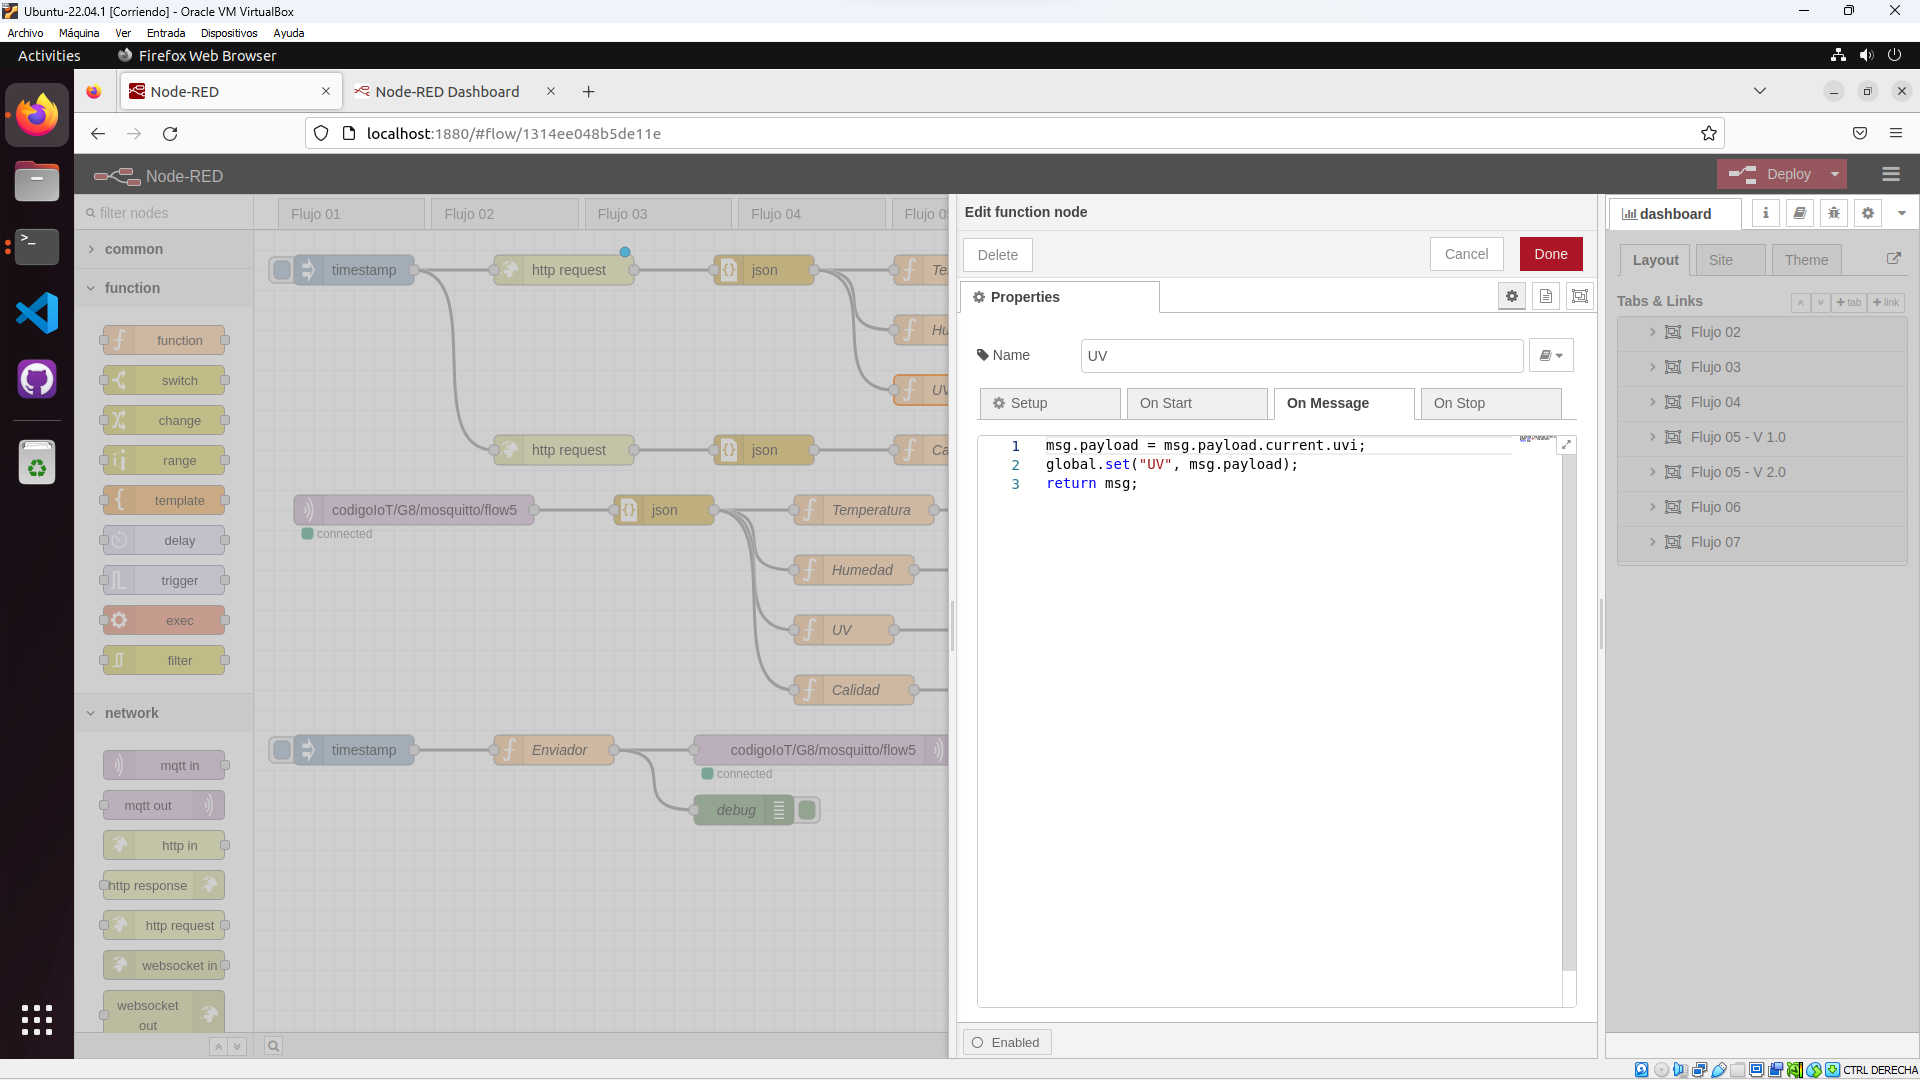 Ubuntu-22.04.1 [Corriendo] - Oracle VM VirtualBox
Archivo Máquina Ver Entrada Dispositivos Ayuda
Activities Firefox Web Browser
Node-RED Node-RED Dashboard
localhost:1880/#flow/1314ee048b5de11e
Node-RED Deploy
filter nodes
common
function
function
switch
change
range
template
delay
trigger
exec
filter
network
mqtt in
mqtt out
http in
http response
http request
websocket in
websocket
out
Flujo 01 Flujo 02 Flujo 03 Flujo 04 Flujo 0
timestamp http request json Te
Hu
UV
http request json Ca
codigoIoT/G8/mosquitto/flow5 json Temperatura
connected
Humedad
UV
Calidad
timestamp Enviador codigoIoT/G8/mosquitto/flow5
connected
debug
Edit function node
Delete Cancel Done
Properties
Name UV
Setup On Start On Message On Stop
1 msg.payload = msg.payload.current.uvi;
2 global.set("UV", msg.payload);
3 return msg;
Enabled
dashboard
Layout Site Theme
Tabs & Links + tab + link
Flujo 02
Flujo 03
Flujo 04
Flujo 05 - V 1.0
Flujo 05 - V 2.0
Flujo 06
Flujo 07
CTRL DERECHA